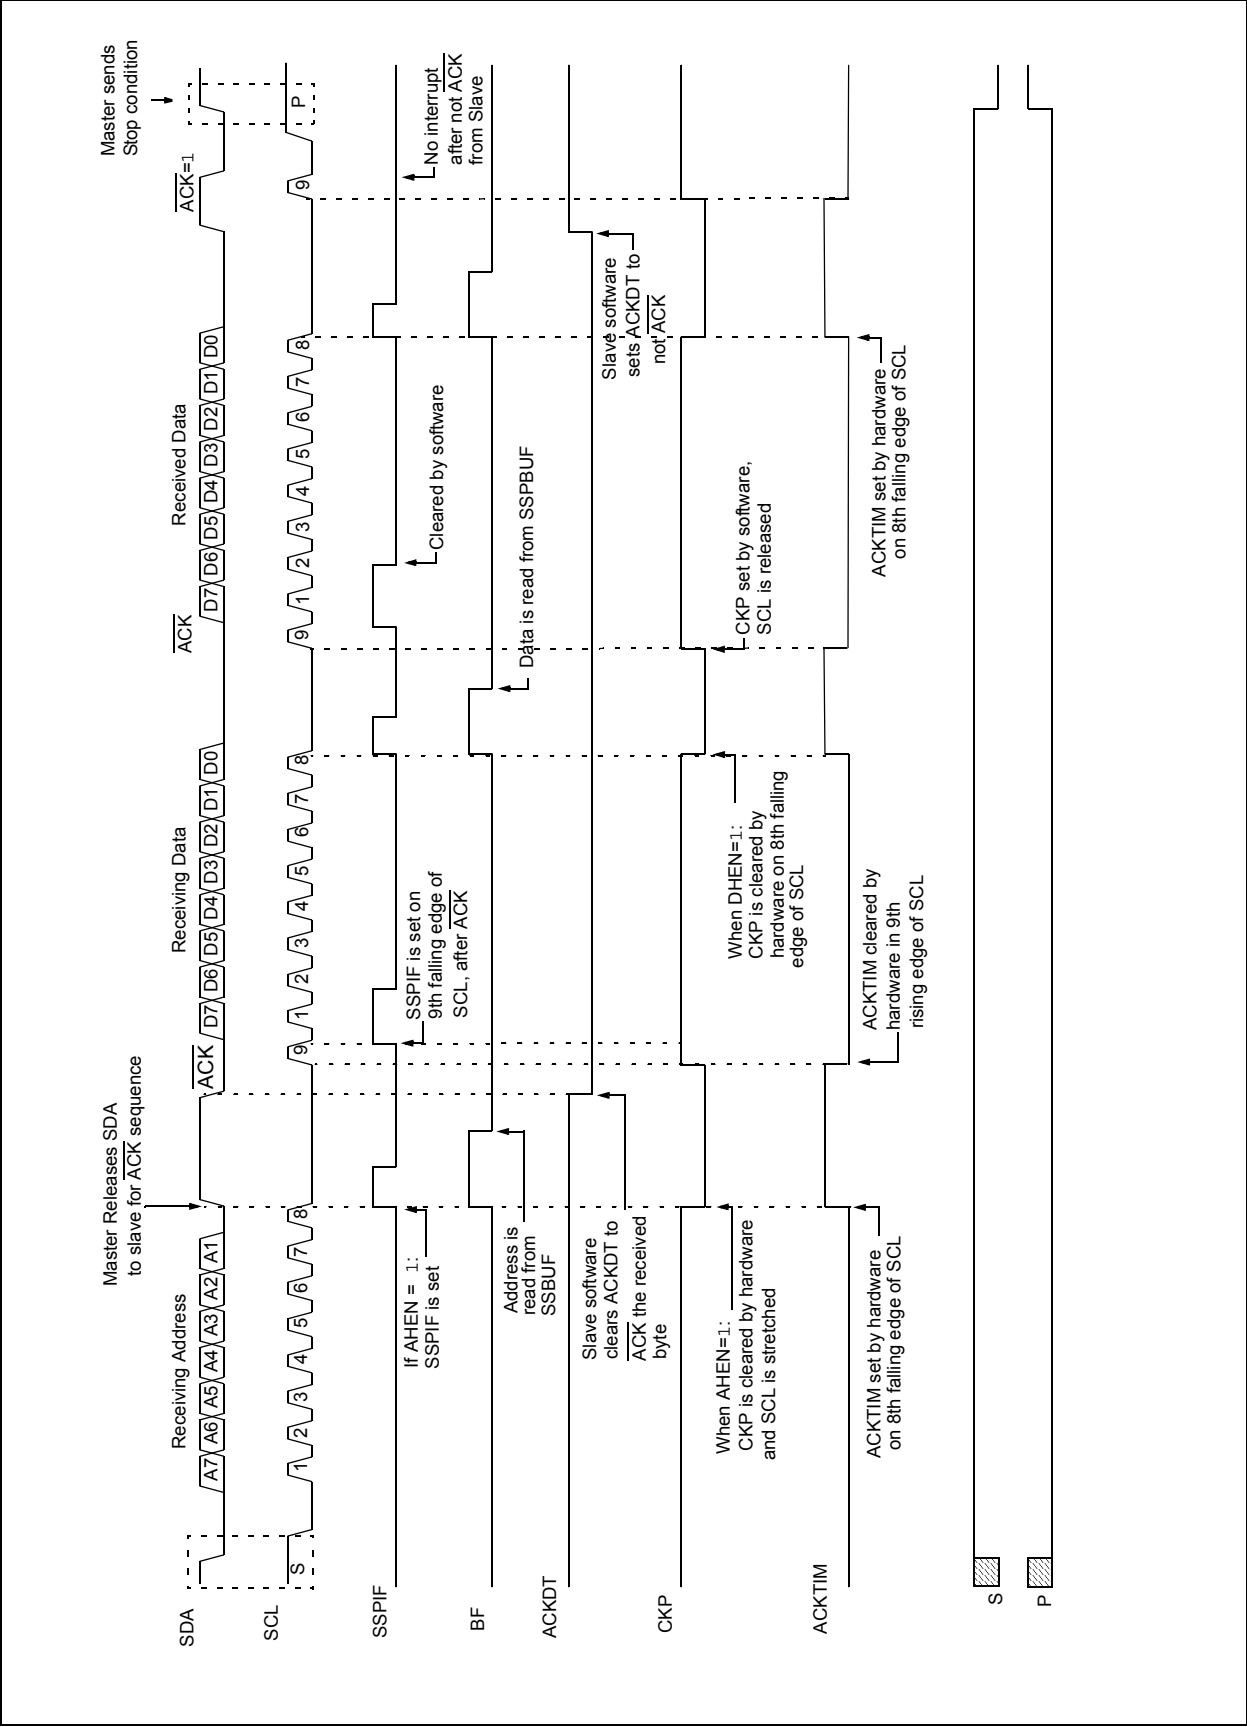 Master Releases SDA
to slave for ACK sequence
Master sends
Stop condition
Receiving Address
Receiving Data
Received Data
SDA
A7 A6 A5 A4 A3 A2 A1
ACK
D7 D6 D5 D4 D3 D2 D1 D0
ACK
D7 D6 D5 D4 D3 D2 D1 D0
ACK=1
SCL
S
1 2 3 4 5 6 7 8
9
1 2 3 4 5 6 7 8
9
1 2 3 4 5 6 7 8
9
P
SSPIF
If AHEN = 1:
SSPIF is set
SSPIF is set on
9th falling edge of
SCL, after ACK
Cleared by software
No interrupt
after not ACK
from Slave
BF
Address is
read from
SSBUF
Data is read from SSPBUF
ACKDT
Slave software
clears ACKDT to
ACK the received
byte
Slave software
sets ACKDT to
not ACK
CKP
When AHEN=1:
CKP is cleared by hardware
and SCL is stretched
When DHEN=1:
CKP is cleared by
hardware on 8th falling
edge of SCL
CKP set by software,
SCL is released
ACKTIM
ACKTIM set by hardware
on 8th falling edge of SCL
ACKTIM cleared by
hardware in 9th
rising edge of SCL
ACKTIM set by hardware
on 8th falling edge of SCL
S
P